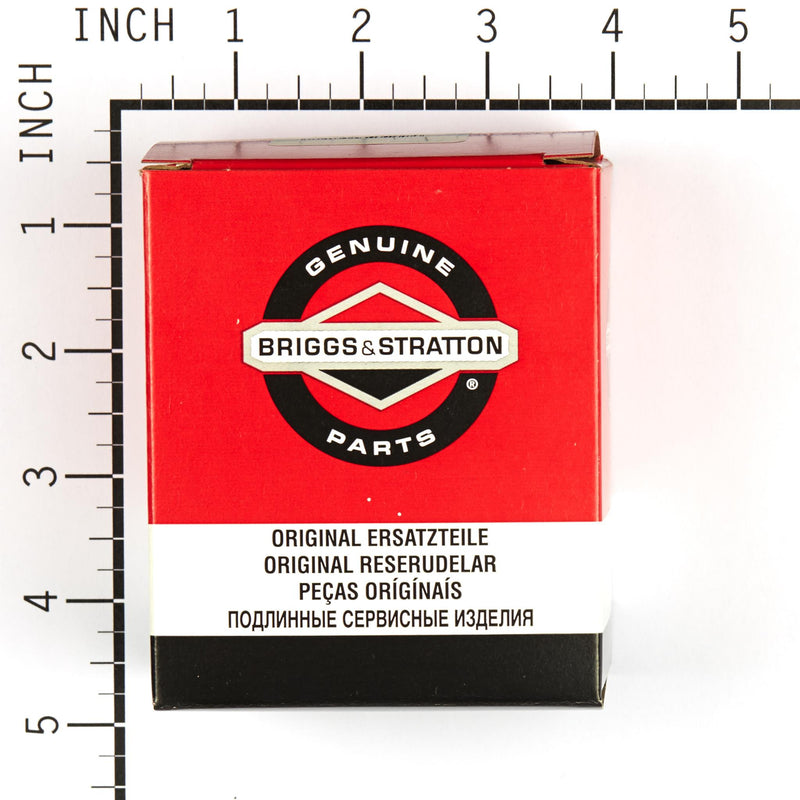 INCH 1 2 3 4 5
INCH
1
2
3
4
5
GENUINE
BRIGGS & STRATTON
®
PARTS
ORIGINAL ERSATZTEILE
ORIGINAL RESERUDELAR
PEÇAS ORÍGÍNAÍS
ПОДЛИННЫЕ СЕРВИСНЫЕ ИЗДЕЛИЯ